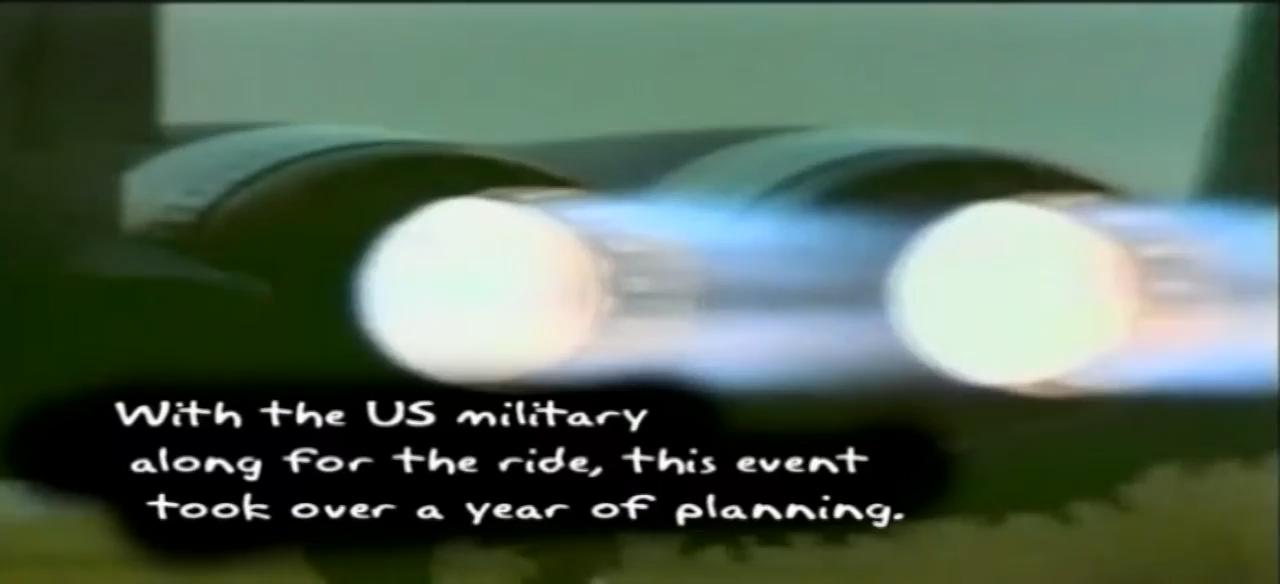 With the US military
along for the ride, this event
took over a year of planning.